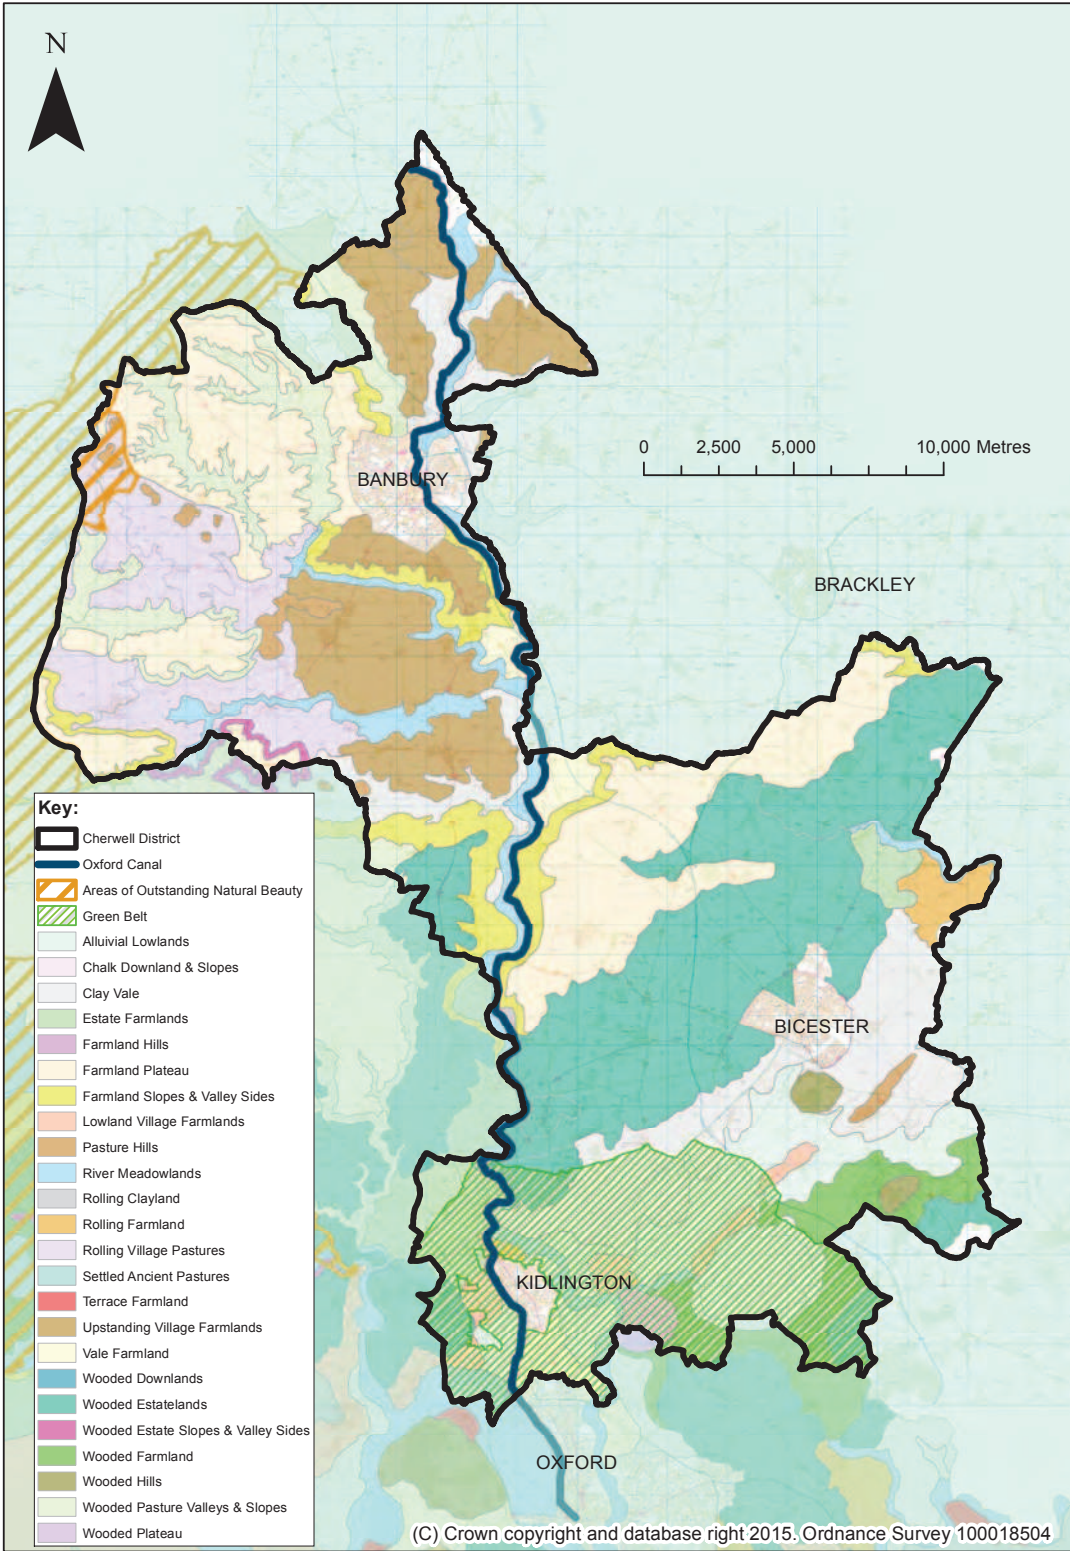 N
BANBURY
0 2,500 5,000 10,000 Metres
BRACKLEY
BICESTER
KIDLINGTON
OXFORD
Key:
Cherwell District
Oxford Canal
Areas of Outstanding Natural Beauty
Green Belt
Alluivial Lowlands
Chalk Downland & Slopes
Clay Vale
Estate Farmlands
Farmland Hills
Farmland Plateau
Farmland Slopes & Valley Sides
Lowland Village Farmlands
Pasture Hills
River Meadowlands
Rolling Clayland
Rolling Farmland
Rolling Village Pastures
Settled Ancient Pastures
Terrace Farmland
Upstanding Village Farmlands
Vale Farmland
Wooded Downlands
Wooded Estatelands
Wooded Estate Slopes & Valley Sides
Wooded Farmland
Wooded Hills
Wooded Pasture Valleys & Slopes
Wooded Plateau
(C) Crown copyright and database right 2015. Ordnance Survey 100018504